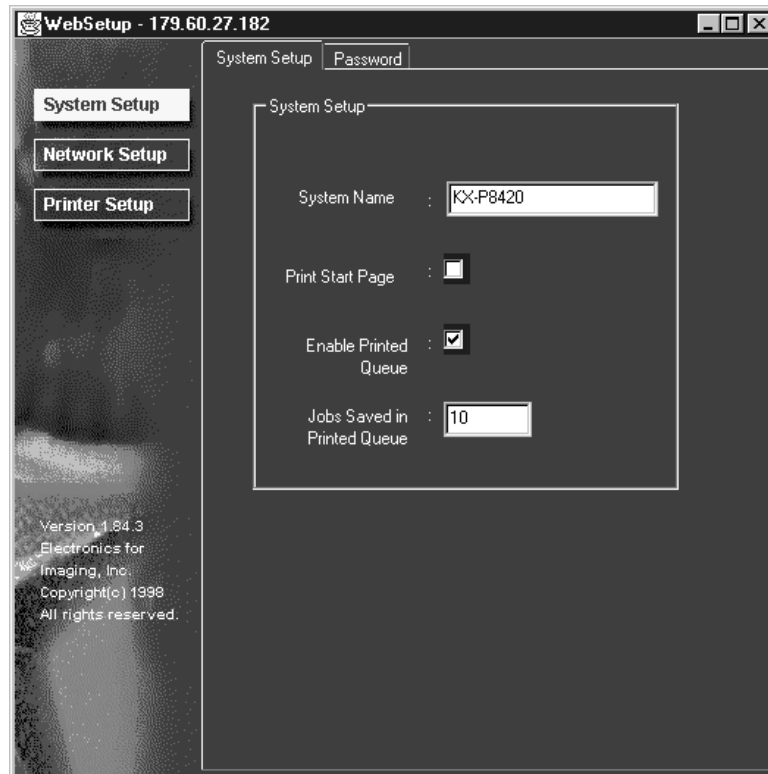 WebSetup - 179.60.27.182
System Setup
Password
System Setup
Network Setup
Printer Setup
System Setup
System Name : KX-P8420
Print Start Page :
Enable Printed :
Queue
Jobs Saved in : 10
Printed Queue
Version 1.84.3
Electronics for
Imaging, Inc.
Copyright(c) 1998
All rights reserved.